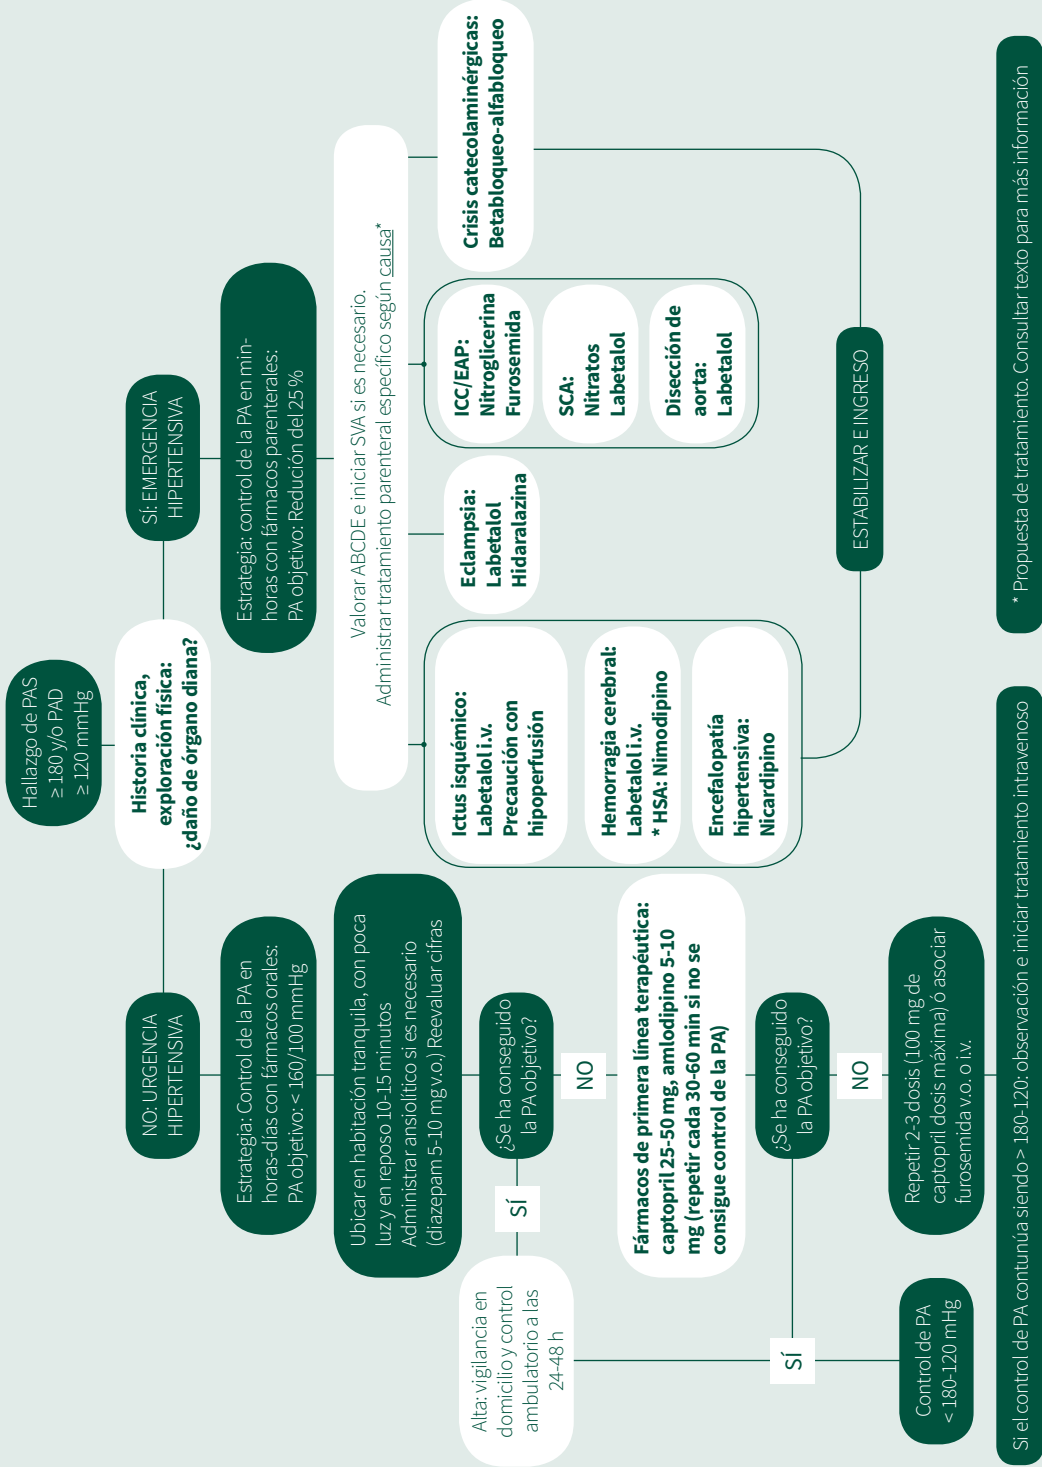 Hallazgo de PAS
≥ 180 y/o PAD
≥ 120 mmHg
Historia clínica,
exploración física:
¿daño de órgano diana?
NO: URGENCIA
HIPERTENSIVA
Estrategia: Control de la PA en
horas-días con fármacos orales:
PA objetivo: < 160/100 mmHg
Ubicar en habitación tranquila, con poca
luz y en reposo 10-15 minutos
Administrar ansiolítico si es necesario
(diazepam 5-10 mg v.o.) Reevaluar cifras
¿Se ha conseguido
la PA objetivo?
SÍ
NO
Alta: vigilancia en
domicilio y control
ambulatorio a las
24-48 h
Fármacos de primera línea terapéutica:
captopril 25-50 mg, amlodipino 5-10
mg (repetir cada 30-60 min si no se
consigue control de la PA)
¿Se ha conseguido
la PA objetivo?
SÍ
NO
Control de PA
< 180-120 mHg
Repetir 2-3 dosis (100 mg de
captopril dosis máxima) ó asociar
furosemida v.o. o i.v.
Si el control de PA contunúa siendo > 180-120: observación e iniciar tratamiento intravenoso
SÍ: EMERGENCIA
HIPERTENSIVA
Estrategia: control de la PA en min-
horas con fármacos parenterales:
PA objetivo: Redución del 25 %
Valorar ABCDE e iniciar SVA si es necesario.
Administrar tratamiento parenteral específico según causa*
Ictus isquémico:
Labetalol i.v.
Precaución con
hipoperfusión
Hemorragia cerebral:
Labetalol i.v.
* HSA: Nimodipino
Encefalopatía
hipertensiva:
Nicardipino
Eclampsia:
Labetalol
Hidaralazina
ICC/EAP:
Nitroglicerina
Furosemida
SCA:
Nitratos
Labetalol
Disección de
aorta:
Labetalol
Crisis catecolaminérgicas:
Betabloqueo-alfabloqueo
ESTABILIZAR E INGRESO
* Propuesta de tratamiento. Consultar texto para más información